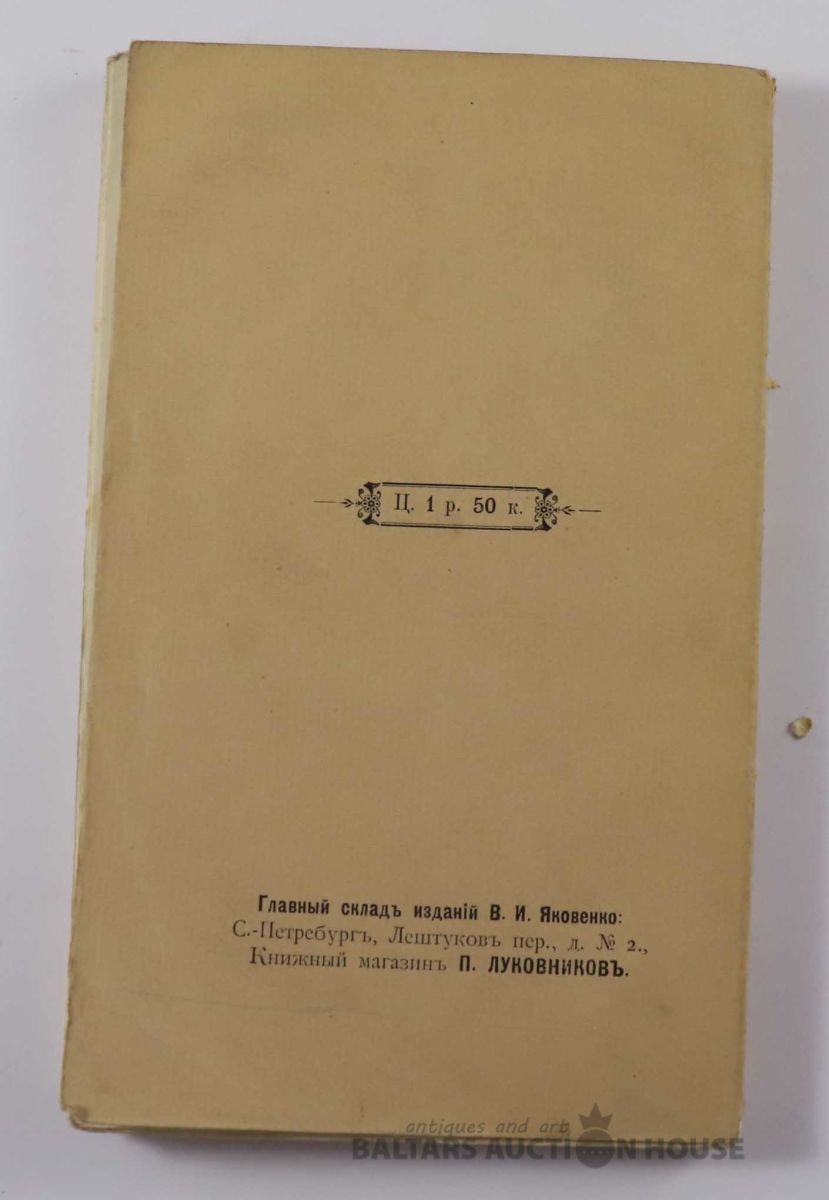 Ц. 1 р. 50 к.
Главный складъ изданій В. И. Яковенко:
С.-Петребургъ, Лештуковъ пер., д. № 2.,
Книжный магазинъ П. ЛУКОВНИКОВЪ.
antiques and art
BALTARS AUCTION HOUSE